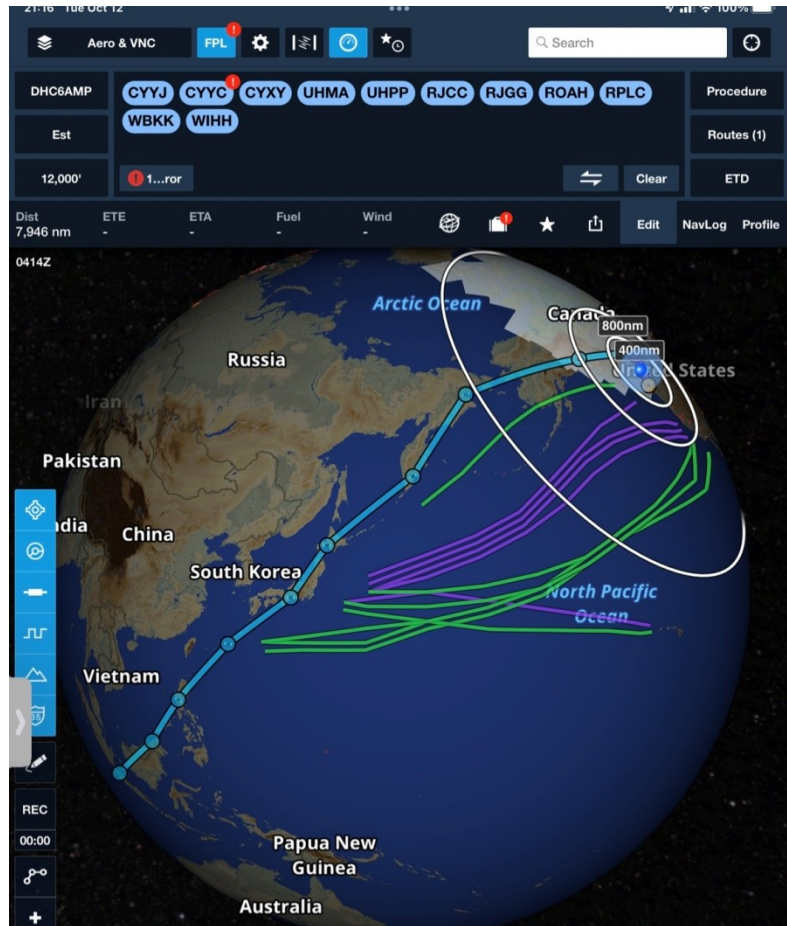 21:16 Tue Oct 12
100%
Aero & VNC
FPL
Search
DHC6AMP
CYYJ CYYC CYXY UHMA UHPP RJCC RJGG ROAH RPLC
Procedure
Est
WBKK WIHH
Routes (1)
12,000'
1...ror
Clear
ETD
Dist ETE ETA Fuel Wind
7,946 nm - - - -
Edit NavLog Profile
0414Z
Arctic Ocean
Canada
800nm
400nm
United States
Russia
Iran
Pakistan
dia
China
South Korea
North Pacific
Ocean
Vietnam
35
REC
00:00
Papua New
Guinea
Australia